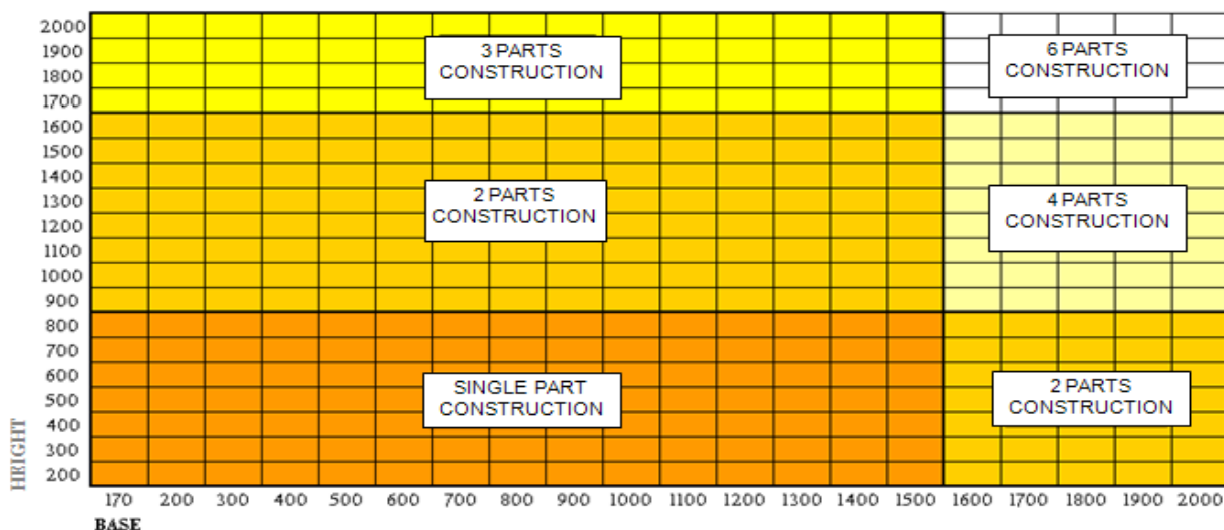 2000
1900
1800
1700
1600
1500
1400
1300
1200
1100
1000
900
800
700
600
500
400
300
200
HEIGHT
3 PARTS
CONSTRUCTION
6 PARTS
CONSTRUCTION
2 PARTS
CONSTRUCTION
4 PARTS
CONSTRUCTION
SINGLE PART
CONSTRUCTION
2 PARTS
CONSTRUCTION
170 200 300 400 500 600 700 800 900 1000 1100 1200 1300 1400 1500 1600 1700 1800 1900 2000
BASE